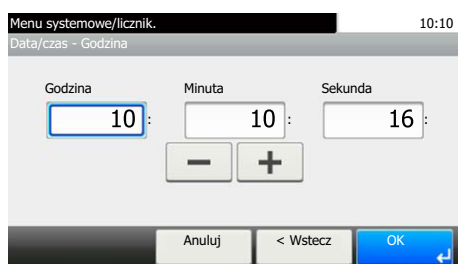 Menu systemowe/licznik. 10:10
Data/czas - Godzina
Godzina Minuta Sekunda
10 : 10 : 16 :
− +
Anuluj < Wstecz OK